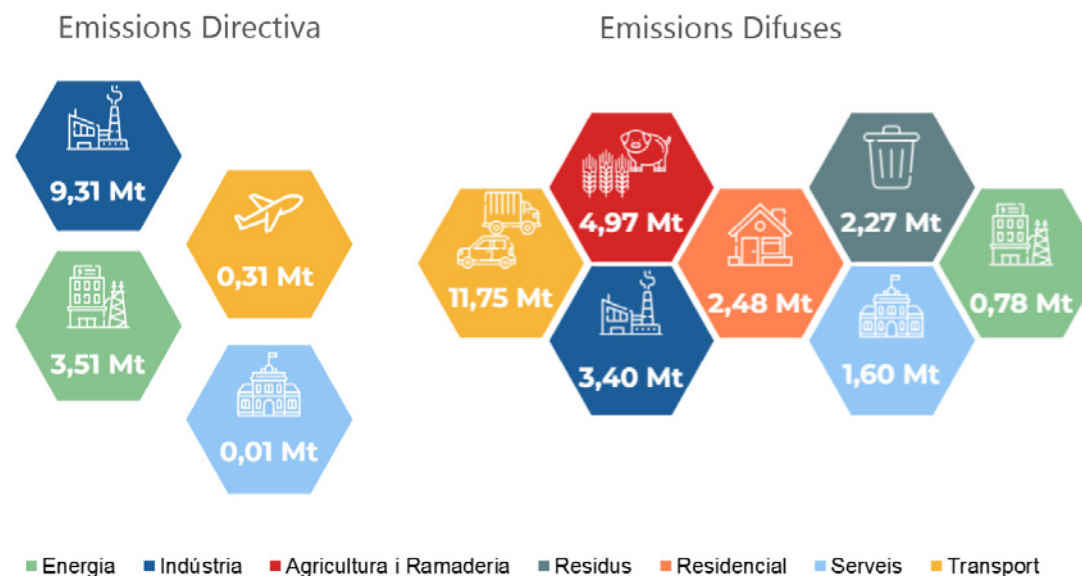 Emissions Directiva
9,31 Mt
0,31 Mt
3,51 Mt
0,01 Mt
Emissions Difuses
4,97 Mt
2,27 Mt
11,75 Mt
2,48 Mt
0,78 Mt
3,40 Mt
1,60 Mt
Energia Indústria Agricultura i Ramaderia Residus Residencial Serveis Transport